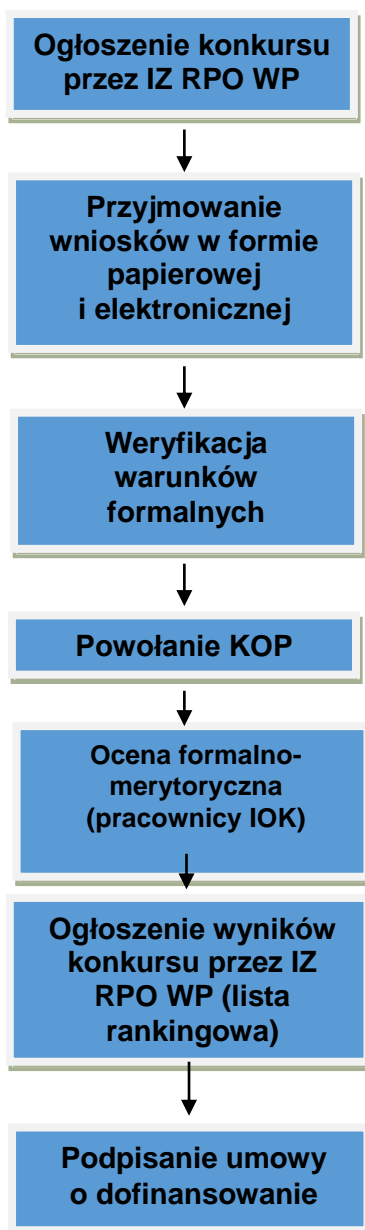 Ogłoszenie konkursu
przez IZ RPO WP
Przyjmowanie
wniosków w formie
papierowej
i elektronicznej
Weryfikacja
warunków
formalnych
Powołanie KOP
Ocena formalno-
merytoryczna
(pracownicy IOK)
Ogłoszenie wyników
konkursu przez IZ
RPO WP (lista
rankingowa)
Podpisanie umowy
o dofinansowanie